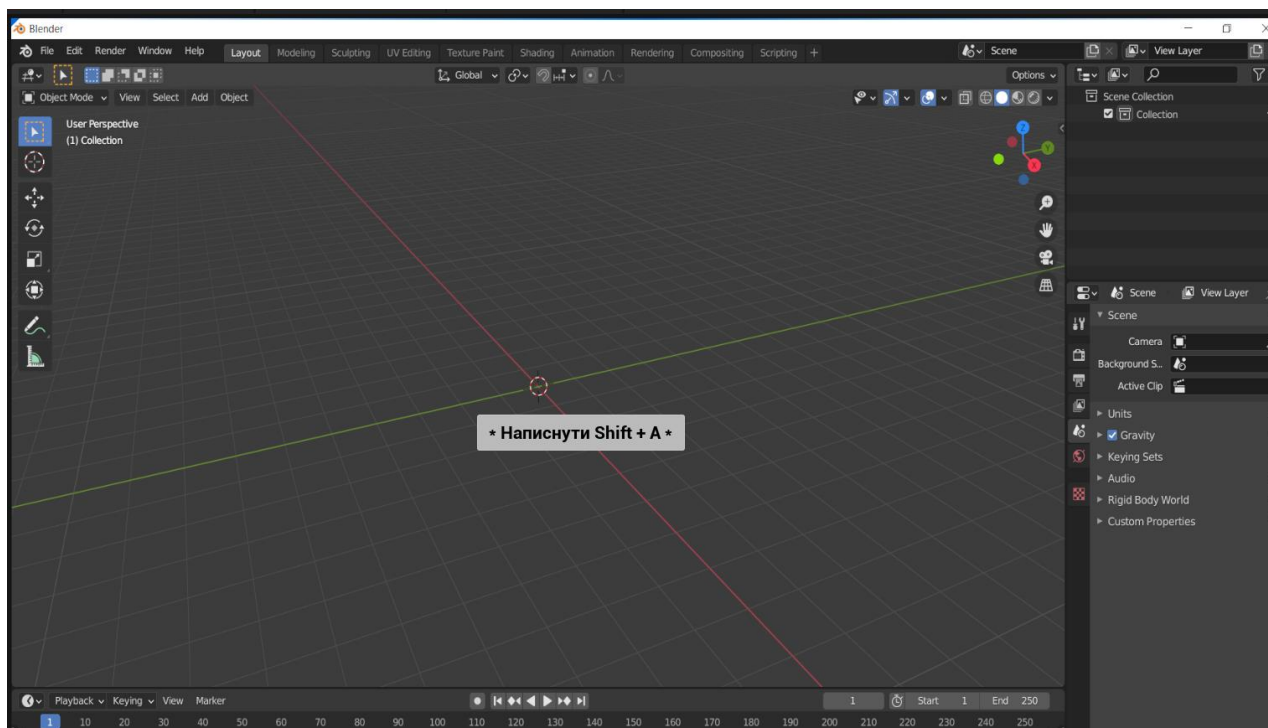 Blender
File Edit Render Window Help Layout Modeling Sculpting UV Editing Texture Paint Shading Animation Rendering Compositing Scripting + Scene View Layer
Global Options
Object Mode View Select Add Object
User Perspective
(1) Collection
Z
Y
X
Scene Collection
Collection
Scene View Layer
Scene
Camera
Background S...
Active Clip
Units
Gravity
Keying Sets
Audio
Rigid Body World
Custom Properties
* Написнути Shift + A *
Playback Keying View Marker 1 Start 1 End 250
1 10 20 30 40 50 60 70 80 90 100 110 120 130 140 150 160 170 180 190 200 210 220 230 240 250